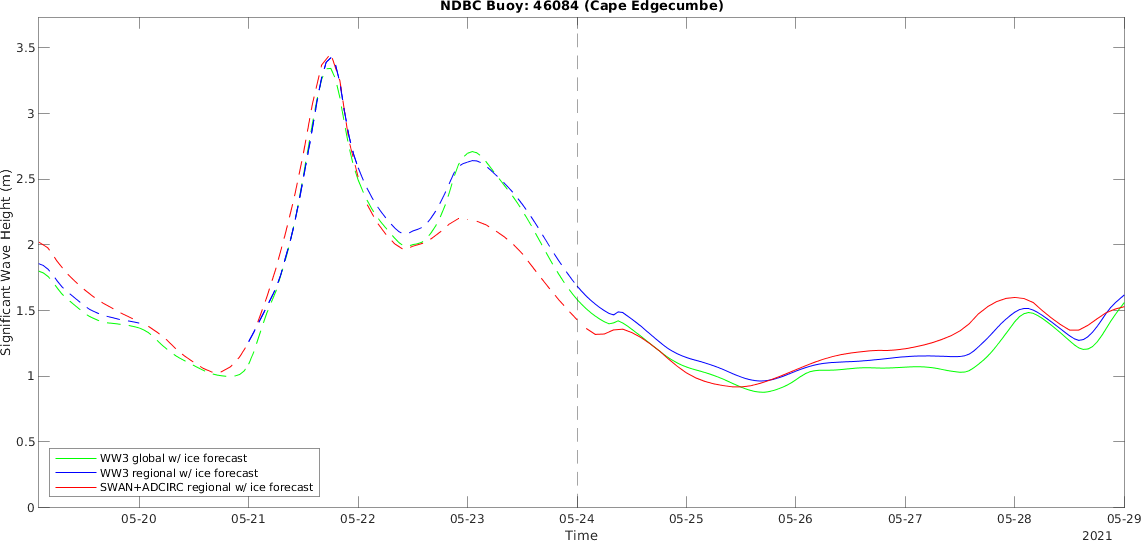 NDBC Buoy: 46084 (Cape Edgecumbe)
Significant Wave Height (m)
3.5
3
2.5
2
1.5
1
0.5
0
WW3 global w/ ice forecast
WW3 regional w/ ice forecast
SWAN+ADCIRC regional w/ ice forecast
05-20 05-21 05-22 05-23 05-24 05-25 05-26 05-27 05-28 05-29
Time
2021